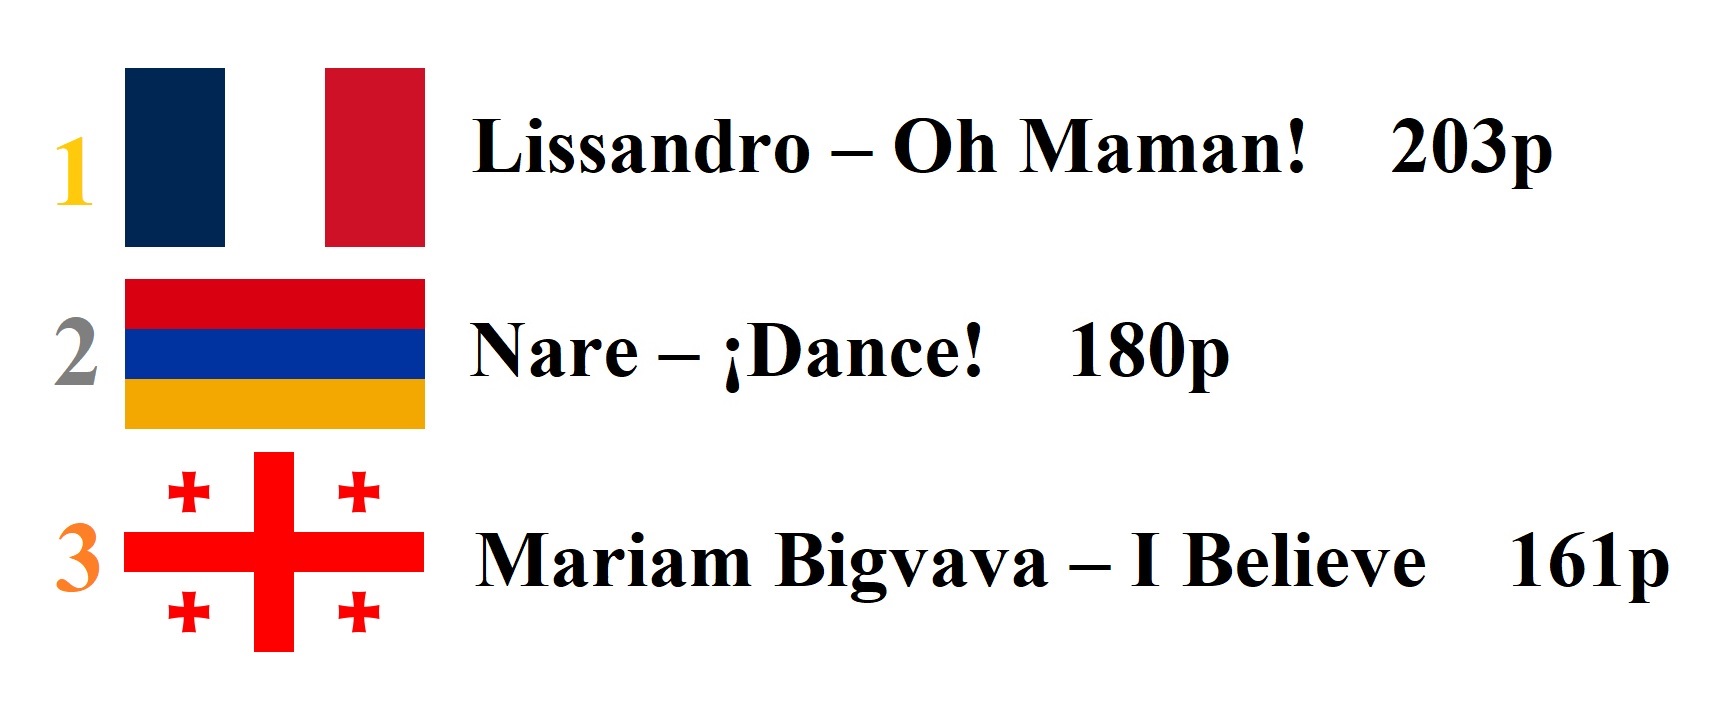 1 Lissandro – Oh Maman! 203p
2 Nare – ¡Dance! 180p
3 Mariam Bigvava – I Believe 161p